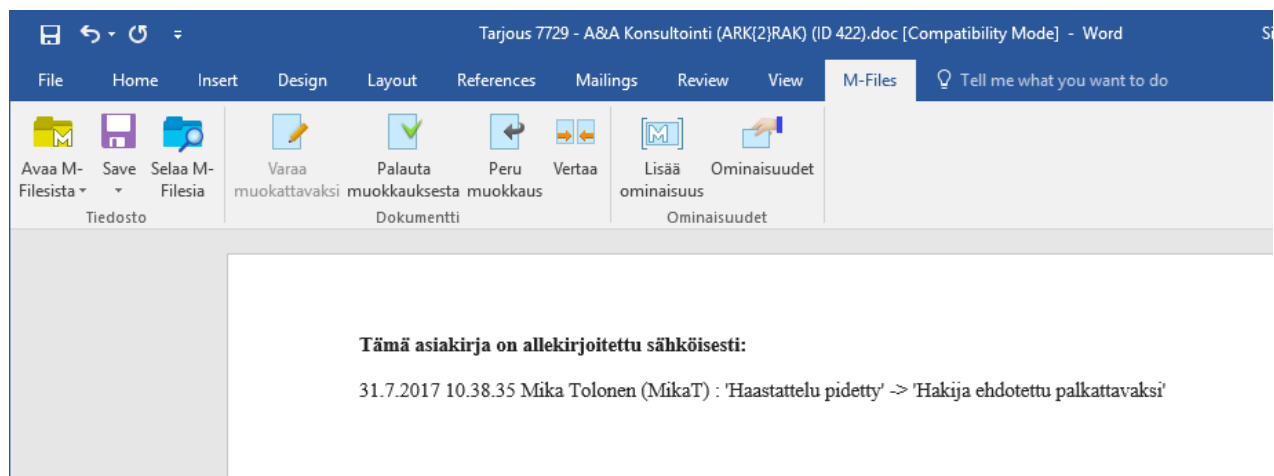 Tarjous 7729 - A&A Konsultointi (ARK{2}RAK) (ID 422).doc [Compatibility Mode] - Word
File Home Insert Design Layout References Mailings Review View M-Files Tell me what you want to do
Avaa M- Save Selaa M- Varaa Palauta Peru Vertaa Lisää Ominaisuudet
Filesista Filesia muokattavaksi muokkauksesta muokkaus ominaisuus
Tiedosto Dokumentti Ominaisuudet
Tämä asiakirja on allekirjoitettu sähköisesti:
31.7.2017 10.38.35 Mika Tolonen (MikaT) : 'Haastattelu pidetty' -> 'Hakija ehdotettu palkattavaksi'